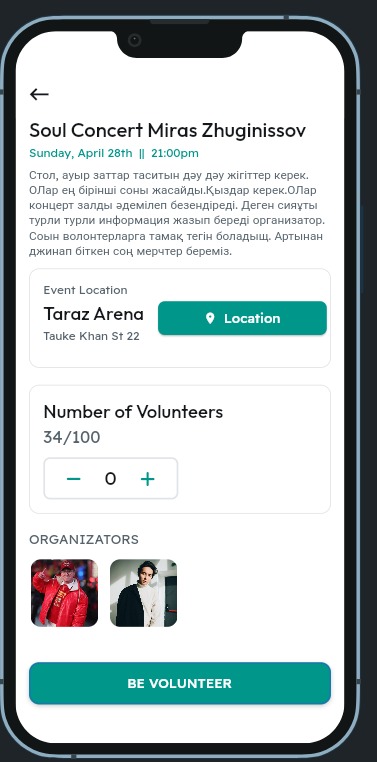 Soul Concert Miras Zhuginissov
Sunday, April 28th || 21:00pm
Стол, ауыр заттар таситын дәу дәу жігіттер керек.
ОЛар ең бірінші соны жасайды.Қыздар керек.ОЛар
концерт залды әдемілеп безендіреді. Деген сияұты
турли турли информация жазып береді организатор.
Соын волонтерларга тамақ тегін боладыщ. Артынан
джинап біткен соң мерчтер береміз.
Event Location
Taraz Arena
Location
Tauke Khan St 22
Number of Volunteers
34/100
0
ORGANIZATORS
BE VOLUNTEER